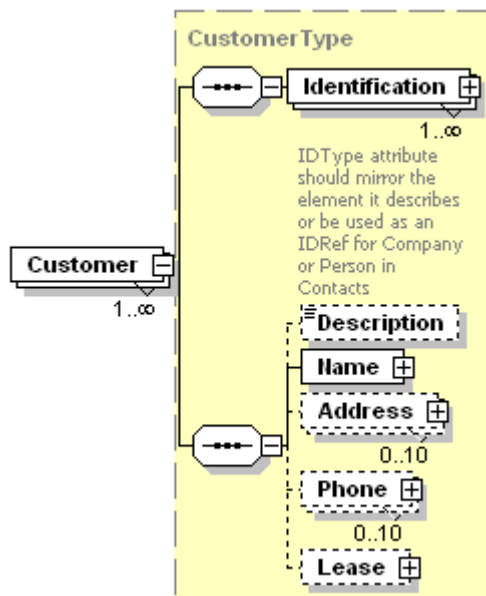 CustomerType
Identification
1..∞
IDType attribute
should mirror the
element it describes
or be used as an
IDRef for Company
or Person in
Contacts
Customer
1..∞
Description
Name
Address
0..10
Phone
0..10
Lease